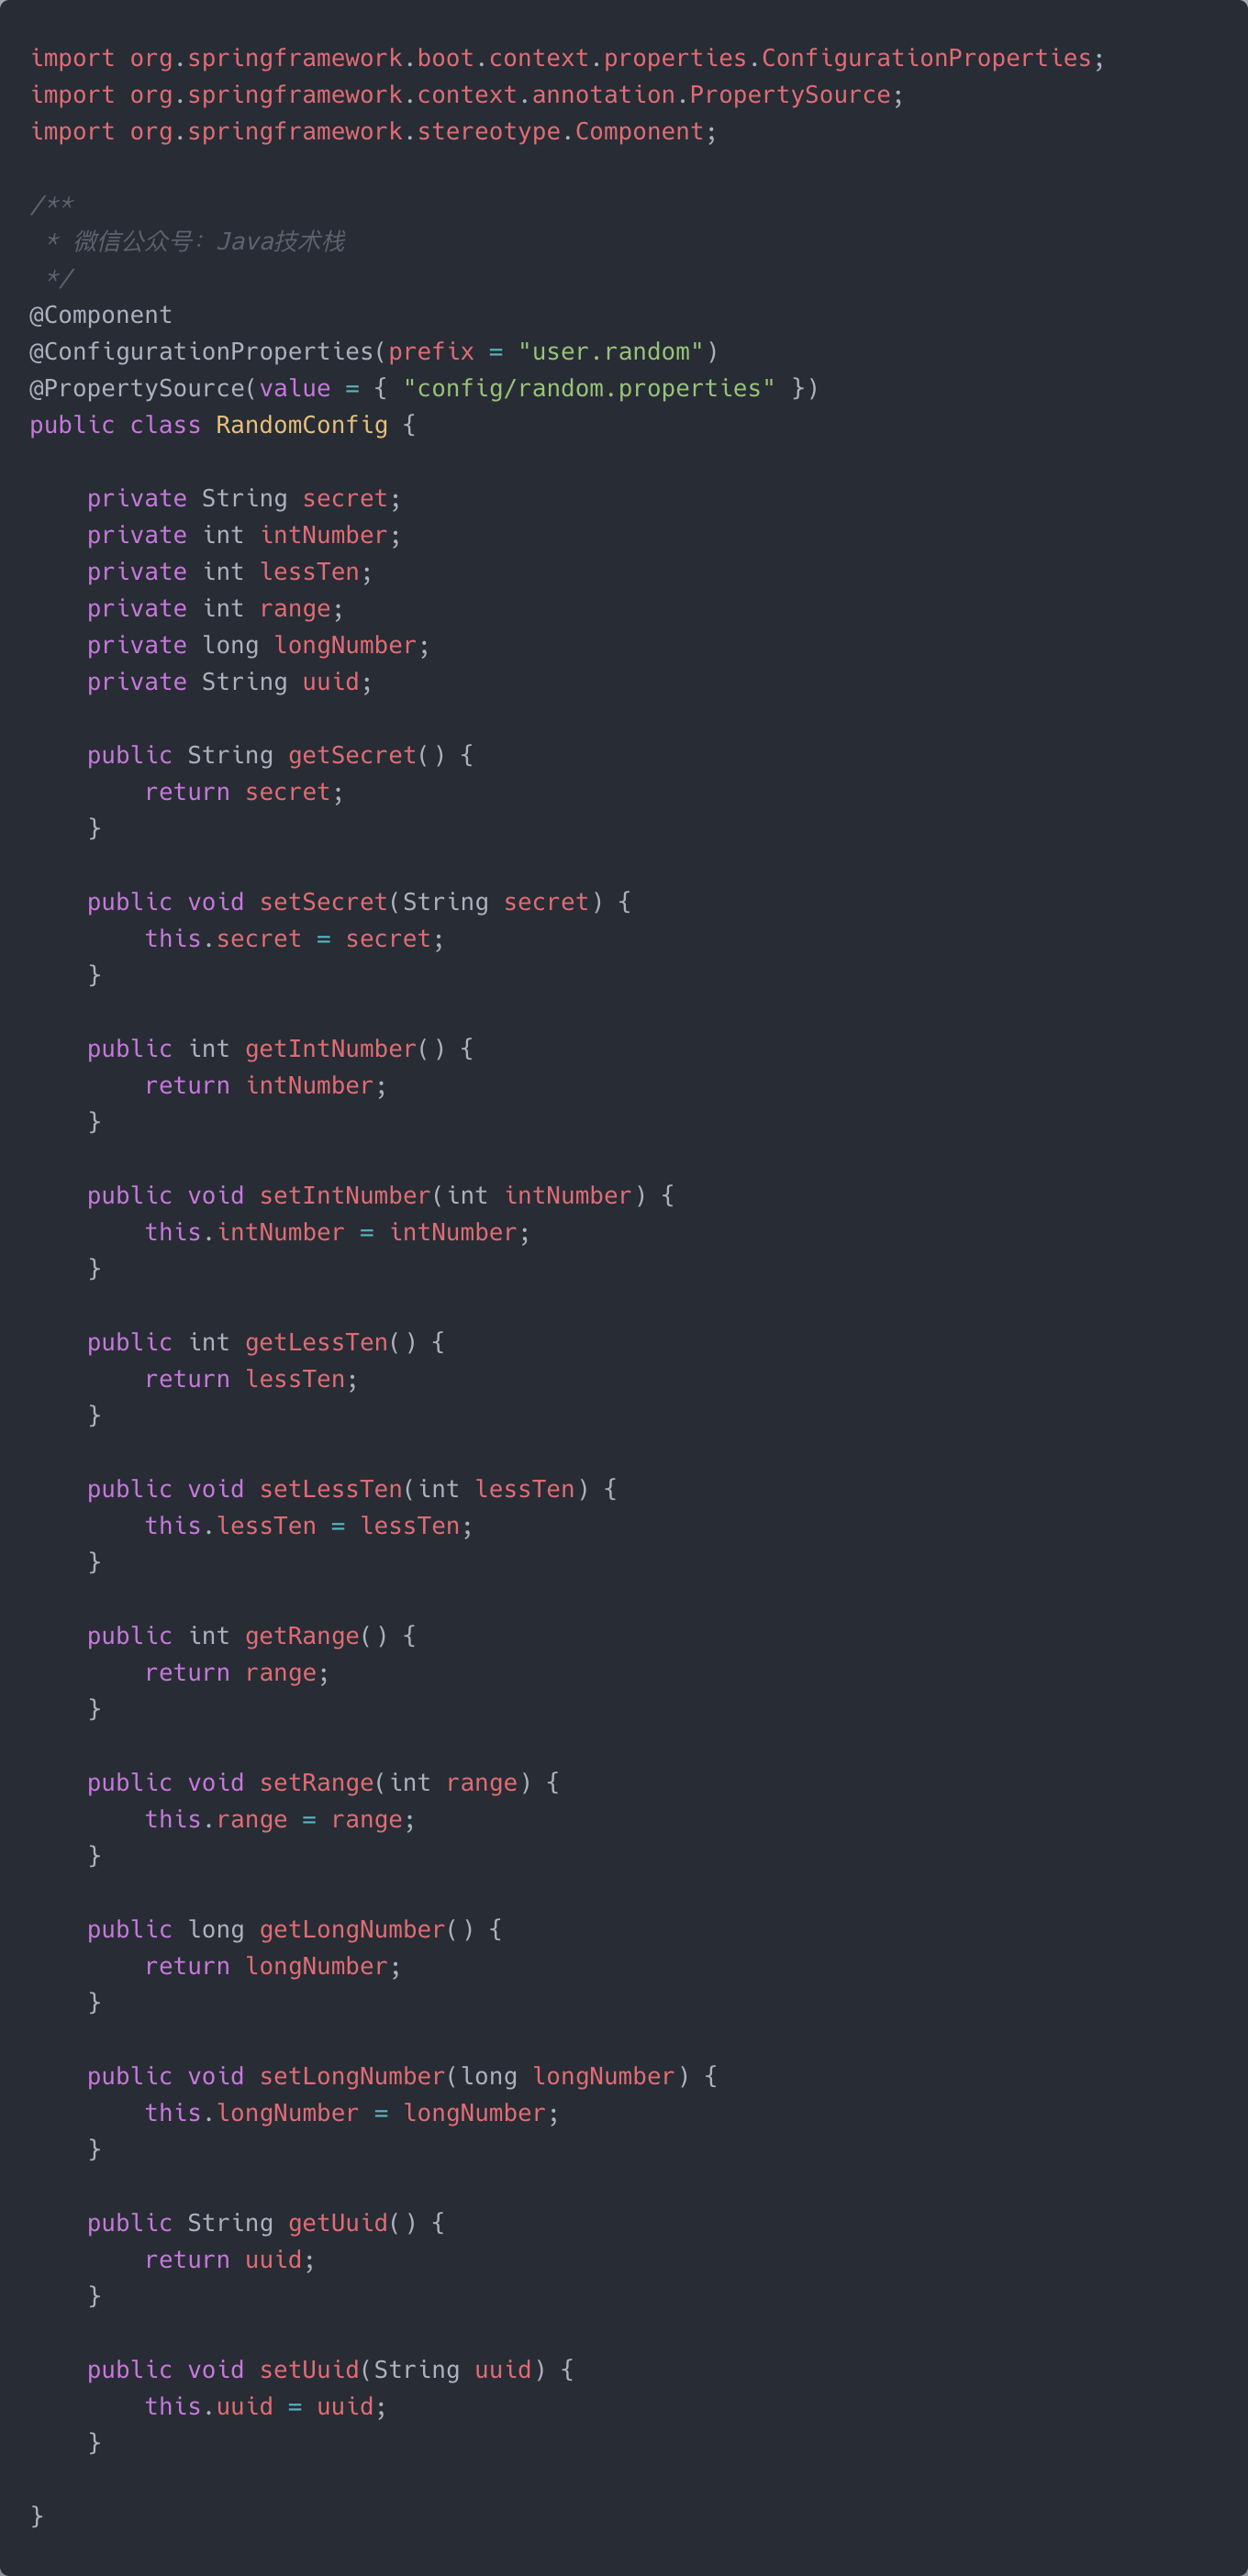 import org.springframework.boot.context.properties.ConfigurationProperties;
import org.springframework.context.annotation.PropertySource;
import org.springframework.stereotype.Component;

/**
 * 微信公众号：Java技术栈
 */
@Component
@ConfigurationProperties(prefix = "user.random")
@PropertySource(value = { "config/random.properties" })
public class RandomConfig {

    private String secret;
    private int intNumber;
    private int lessTen;
    private int range;
    private long longNumber;
    private String uuid;

    public String getSecret() {
        return secret;
    }

    public void setSecret(String secret) {
        this.secret = secret;
    }

    public int getIntNumber() {
        return intNumber;
    }

    public void setIntNumber(int intNumber) {
        this.intNumber = intNumber;
    }

    public int getLessTen() {
        return lessTen;
    }

    public void setLessTen(int lessTen) {
        this.lessTen = lessTen;
    }

    public int getRange() {
        return range;
    }

    public void setRange(int range) {
        this.range = range;
    }

    public long getLongNumber() {
        return longNumber;
    }

    public void setLongNumber(long longNumber) {
        this.longNumber = longNumber;
    }

    public String getUuid() {
        return uuid;
    }

    public void setUuid(String uuid) {
        this.uuid = uuid;
    }

}